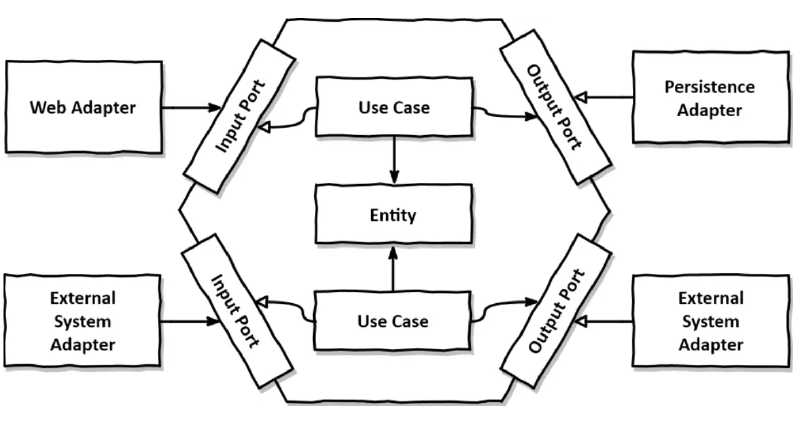 Web Adapter
Input Port
Use Case
Output Port
Persistence
Adapter
Entity
External
System
Adapter
Input Port
Use Case
Output Port
External
System
Adapter